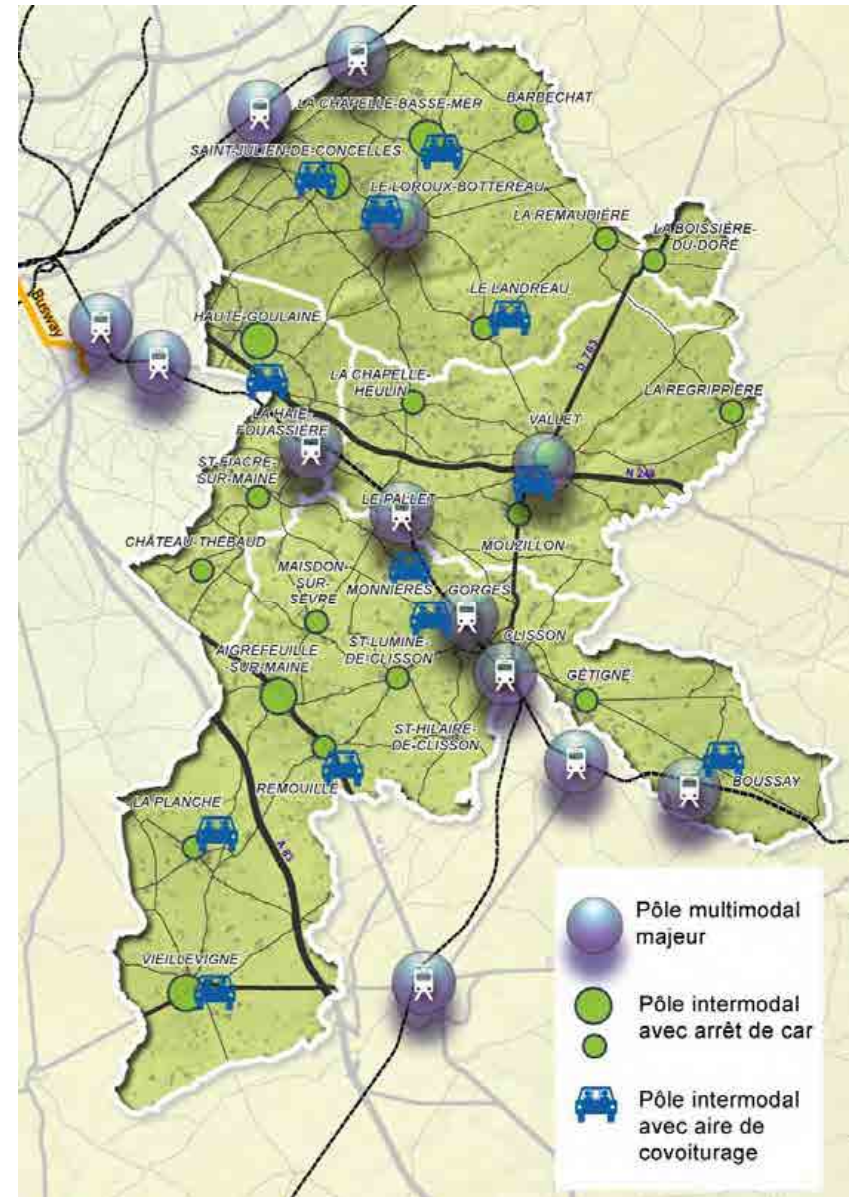 LA CHAPELLE-BASSE-MER
BARBECHAT
SAINT-JULIEN-DE-CONCELLES
LE LOROUX-BOTTEREAU
LA REMAUDIÈRE
LA BOISSIÈRE-
DU-DORÉ
Busway
LE LANDREAU
HAUTE-GOULAINE
D 763
LA CHAPELLE-
HEULIN
LA REGRIPPIÈRE
VALLET
LA HAIE-
FOUASSIÈRE
ST-FIACRE-
SUR-MAINE
N 249
LE PALLET
CHÂTEAU-THÉBAUD
MOUZILLON
MAISDON-
SUR-
SÈVRE
MONNIÈRES
GORGES
CLISSON
AIGREFEUILLE
SUR-MAINE
ST-LUMINE-
DE-CLISSON
GÉTIGNÉ
ST-HILAIRE-
DE-CLISSON
REMOUILLÉ
BOUSSAY
LA PLANCHE
A 83
VIEILLEVIGNE
Pôle multimodal
majeur
Pôle intermodal
avec arrêt de car
Pôle intermodal
avec aire de
covoiturage